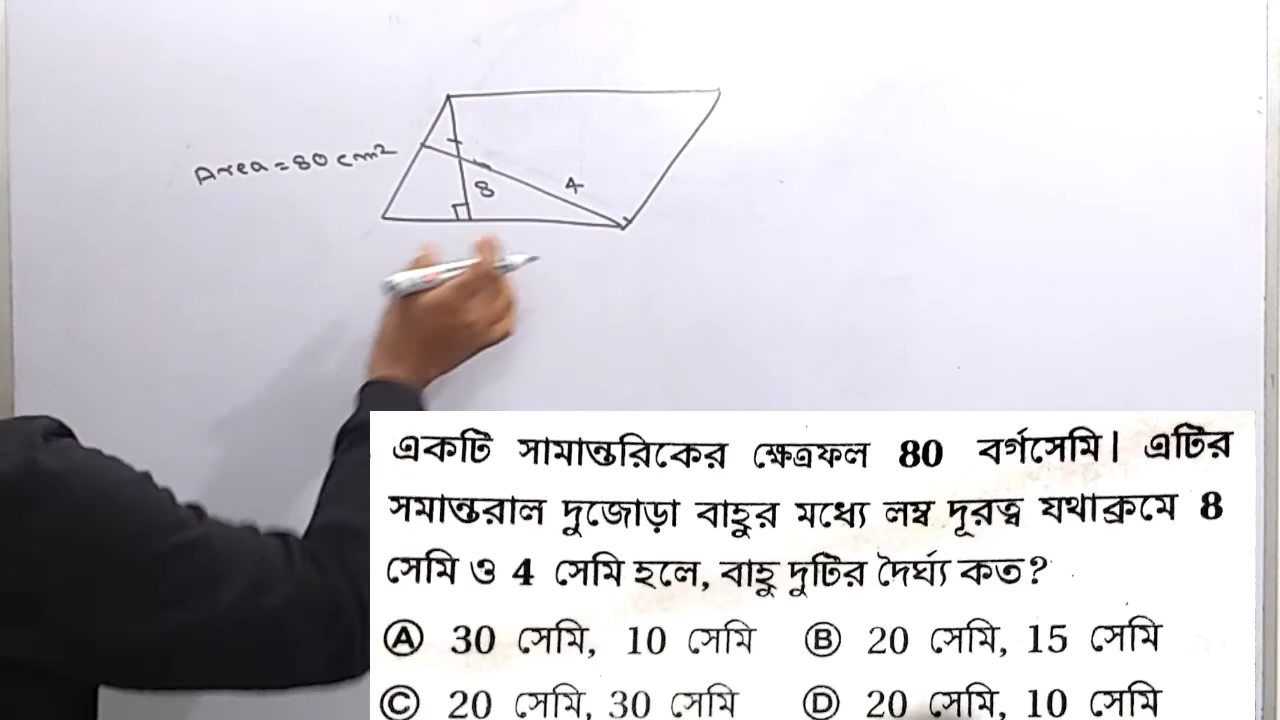 Area = 80 cm²
8
4
একটি সামান্তরিকের ক্ষেত্রফল 80 বর্গসেমি। এটির
সমান্তরাল দুজোড়া বাহুর মধ্যে লম্ব দূরত্ব যথাক্রমে 8
সেমি ও 4 সেমি হলে, বাহু দুটির দৈর্ঘ্য কত?
Ⓐ 30 সেমি, 10 সেমি Ⓑ 20 সেমি, 15 সেমি
Ⓒ 20 সেমি, 30 সেমি Ⓓ 20 সেমি, 10 সেমি